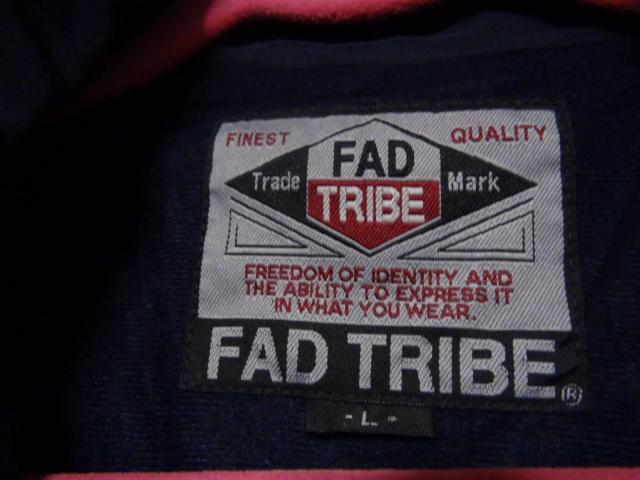 FINEST QUALITY
FAD
Trade TRIBE Mark
FREEDOM OF IDENTITY AND
THE ABILITY TO EXPRESS IT
IN WHAT YOU WEAR.
FAD TRIBE®
- L -